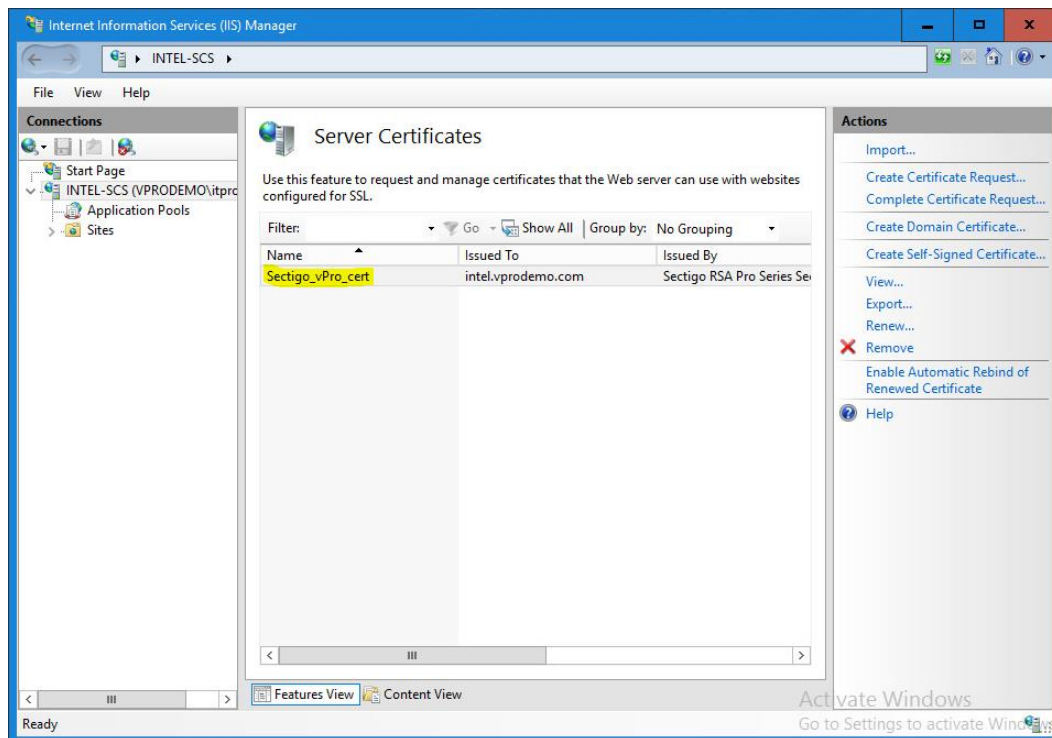 Internet Information Services (IIS) Manager
INTEL-SCS
File View Help
Connections
Start Page
INTEL-SCS (VPRODEMO\itprc
Application Pools
Sites
Server Certificates
Use this feature to request and manage certificates that the Web server can use with websites
configured for SSL.
Filter: Go Show All Group by: No Grouping
Name Issued To Issued By
Sectigo_vPro_cert intel.vprodemo.com Sectigo RSA Pro Series Se
Features View Content View
Actions
Import...
Create Certificate Request...
Complete Certificate Request...
Create Domain Certificate...
Create Self-Signed Certificate...
View...
Export...
Renew...
Remove
Enable Automatic Rebind of
Renewed Certificate
Help
Activate Windows
Go to Settings to activate Windows
Ready